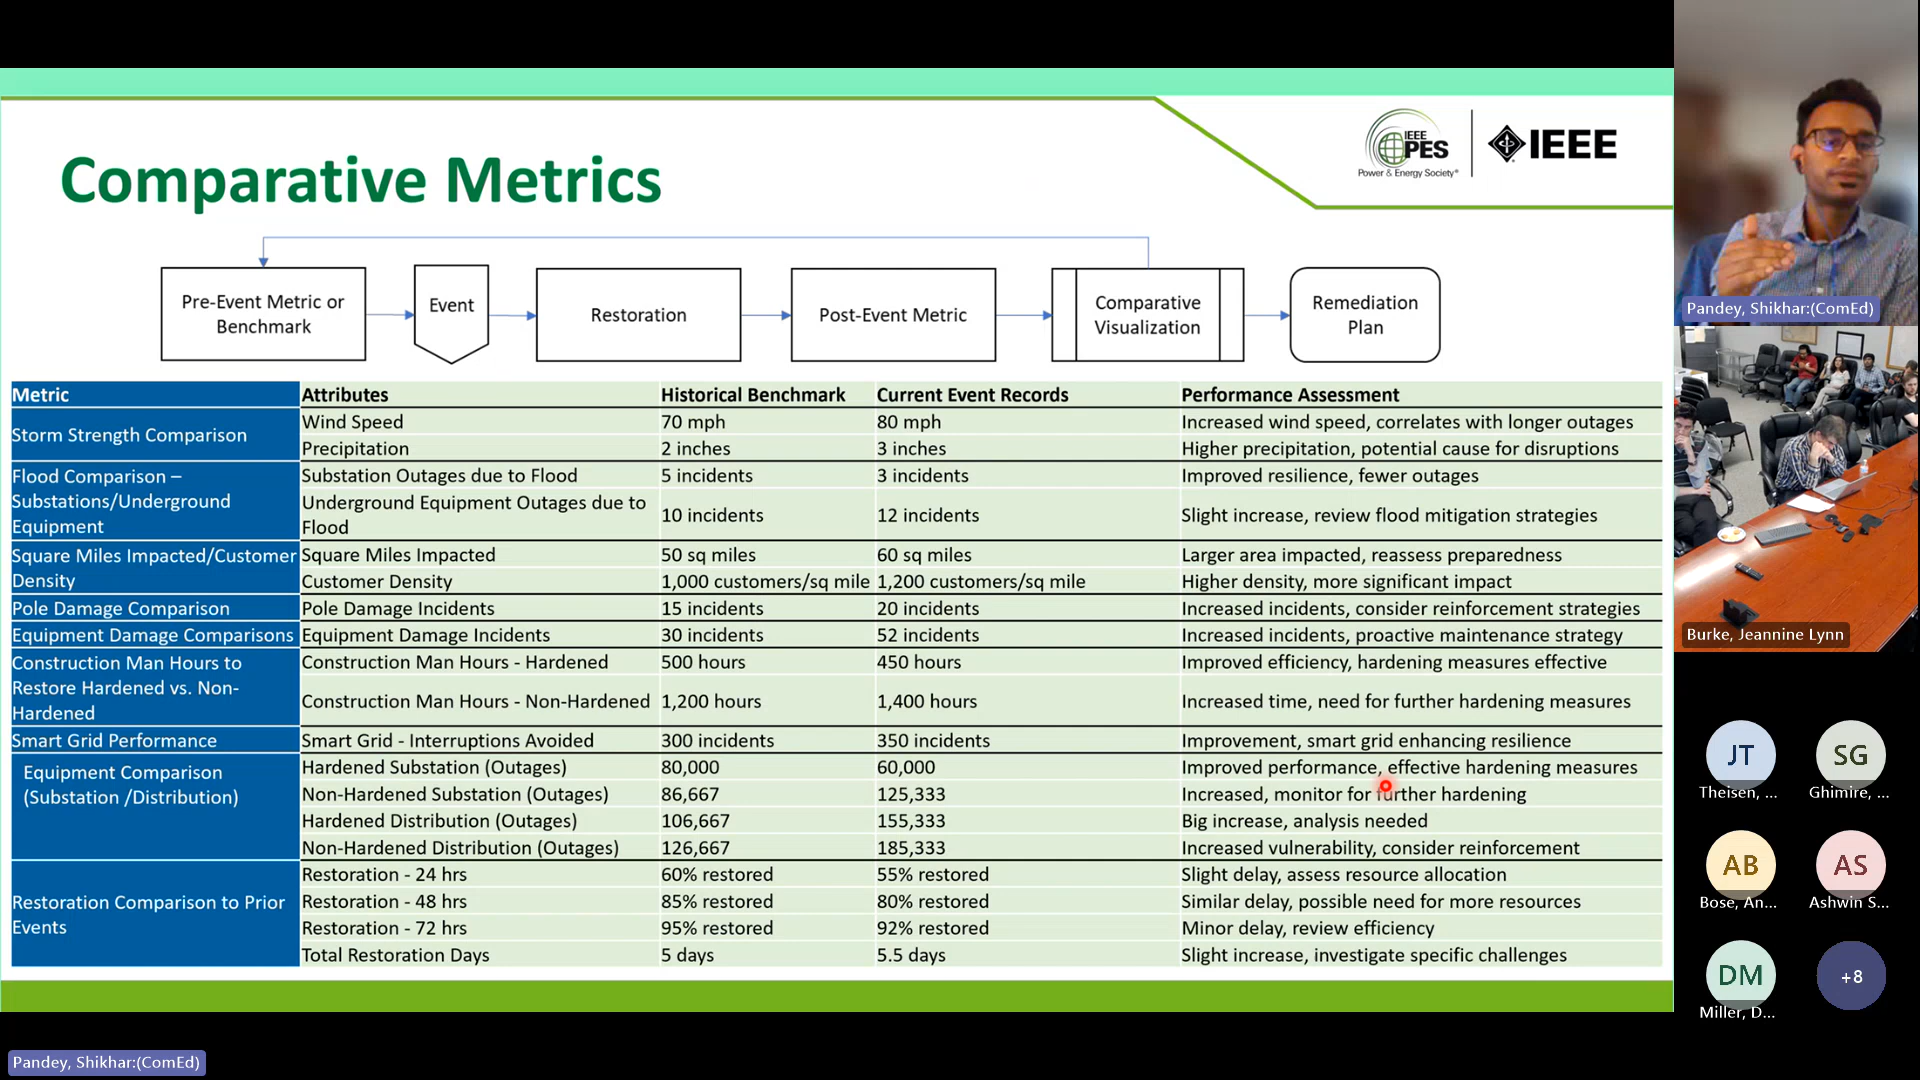 Comparative Metrics
IEEE
PES
Power & Energy Society®
IEEE
Pre-Event Metric or
Benchmark
Event
Restoration
Post-Event Metric
Comparative
Visualization
Remediation
Plan
Metric Attributes Historical Benchmark Current Event Records Performance Assessment
Storm Strength Comparison
Wind Speed 70 mph 80 mph Increased wind speed, correlates with longer outages
Precipitation 2 inches 3 inches Higher precipitation, potential cause for disruptions
Flood Comparison –
Substations/Underground
Equipment
Substation Outages due to Flood 5 incidents 3 incidents Improved resilience, fewer outages
Underground Equipment Outages due to
Flood
10 incidents 12 incidents Slight increase, review flood mitigation strategies
Square Miles Impacted/Customer
Density
Square Miles Impacted 50 sq miles 60 sq miles Larger area impacted, reassess preparedness
Customer Density 1,000 customers/sq mile 1,200 customers/sq mile Higher density, more significant impact
Pole Damage Comparison Pole Damage Incidents 15 incidents 20 incidents Increased incidents, consider reinforcement strategies
Equipment Damage Comparisons Equipment Damage Incidents 30 incidents 52 incidents Increased incidents, proactive maintenance strategy
Construction Man Hours to
Restore Hardened vs. Non-
Hardened
Construction Man Hours - Hardened 500 hours 450 hours Improved efficiency, hardening measures effective
Construction Man Hours - Non-Hardened 1,200 hours 1,400 hours Increased time, need for further hardening measures
Smart Grid Performance Smart Grid - Interruptions Avoided 300 incidents 350 incidents Improvement, smart grid enhancing resilience
Equipment Comparison
(Substation /Distribution)
Hardened Substation (Outages) 80,000 60,000 Improved performance, effective hardening measures
Non-Hardened Substation (Outages) 86,667 125,333 Increased, monitor for further hardening
Hardened Distribution (Outages) 106,667 155,333 Big increase, analysis needed
Non-Hardened Distribution (Outages) 126,667 185,333 Increased vulnerability, consider reinforcement
Restoration Comparison to Prior
Events
Restoration - 24 hrs 60% restored 55% restored Slight delay, assess resource allocation
Restoration - 48 hrs 85% restored 80% restored Similar delay, possible need for more resources
Restoration - 72 hrs 95% restored 92% restored Minor delay, review efficiency
Total Restoration Days 5 days 5.5 days Slight increase, investigate specific challenges
Pandey, Shikhar:(ComEd)
Pandey, Shikhar:(ComEd)
Burke, Jeannine Lynn
JT
Theisen, ...
SG
Ghimire, ...
AB
Bose, An...
AS
Ashwin S...
DM
Miller, D...
+8